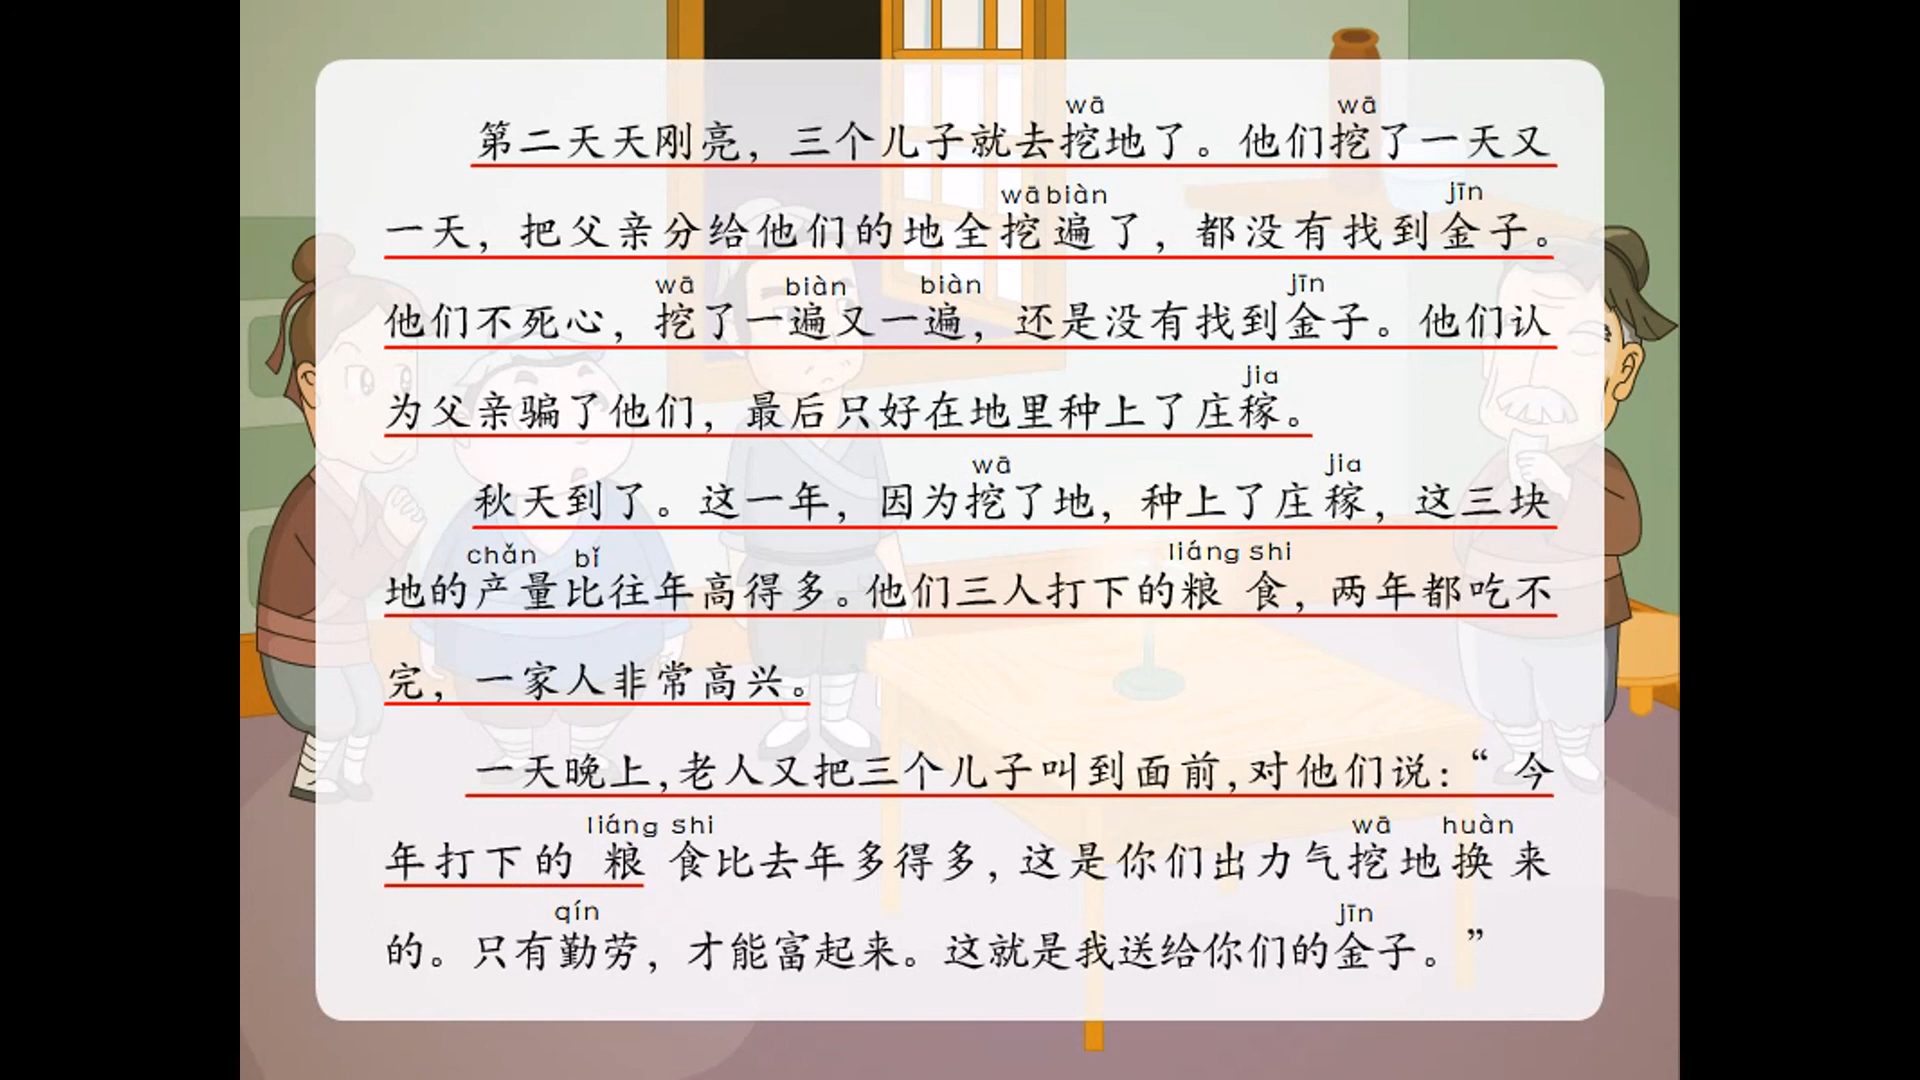 wā wā
第二天天刚亮，三个儿子就去挖地了。他们挖了一天又
wā biàn jīn
一天，把父亲分给他们的地全挖遍了，都没有找到金子。
wā biàn biàn jīn
他们不死心，挖了一遍又一遍，还是没有找到金子。他们认
jia
为父亲骗了他们，最后只好在地里种上了庄稼。
wā jia
秋天到了。这一年，因为挖了地，种上了庄稼，这三块
chǎn bǐ liáng shi
地的产量比往年高得多。他们三人打下的粮食，两年都吃不
完，一家人非常高兴。
一天晚上，老人又把三个儿子叫到面前，对他们说：“今
liáng shi wā huàn
年打下的粮食比去年多得多，这是你们出力气挖地换来
qín jīn
的。只有勤劳，才能富起来。这就是我送给你们的金子。”